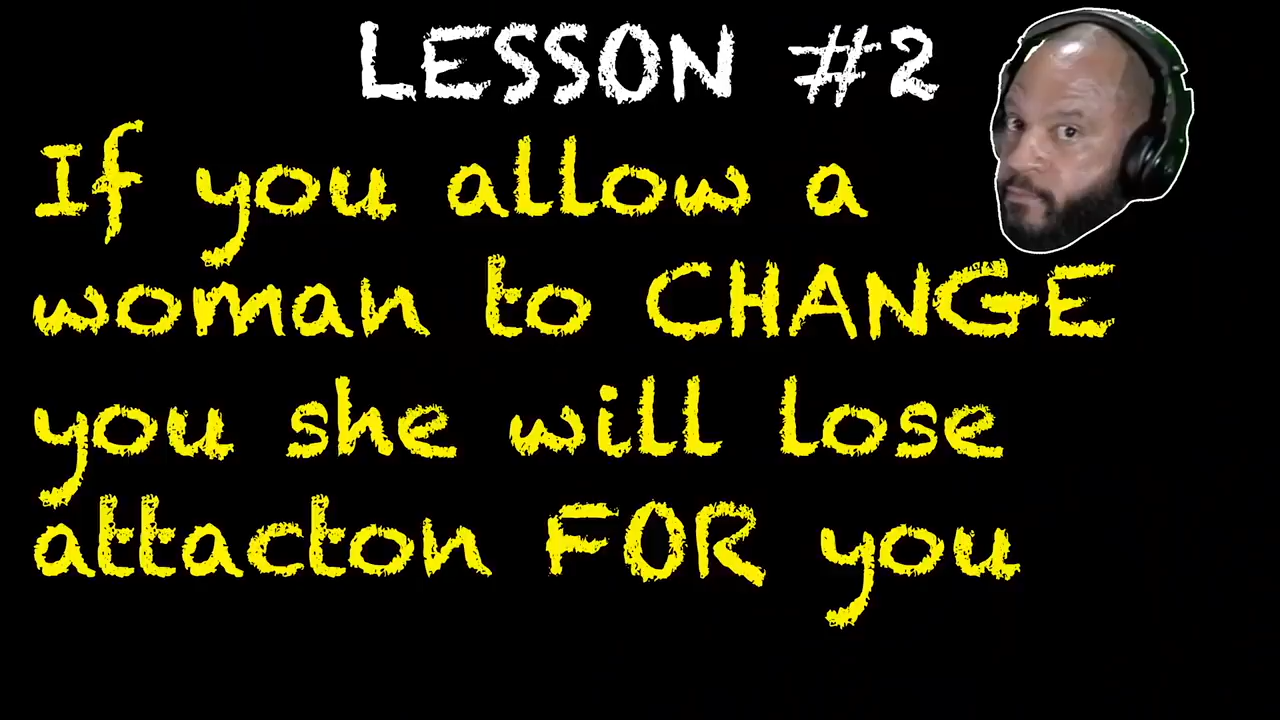 LESSON #2
If you allow a
woman to CHANGE
you she will lose
attacton FOR you